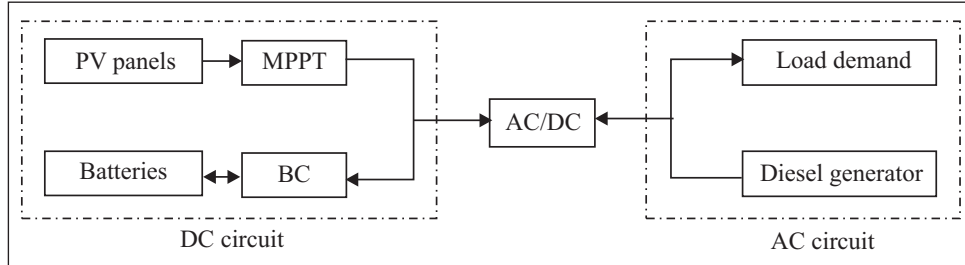 PV panels
MPPT
Load demand
AC/DC
Batteries
BC
Diesel generator
DC circuit
AC circuit